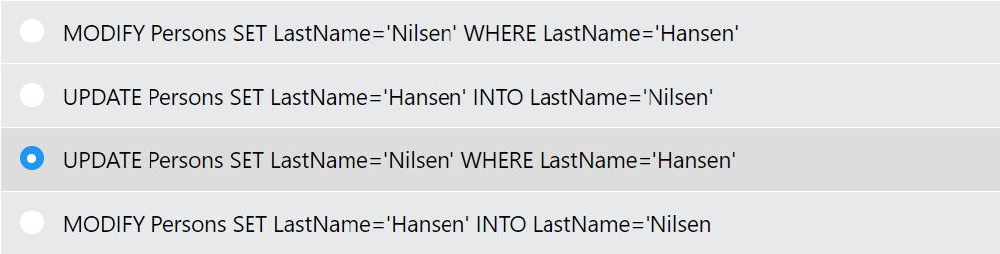 MODIFY Persons SET LastName='Nilsen' WHERE LastName='Hansen'
UPDATE Persons SET LastName='Hansen' INTO LastName='Nilsen'
UPDATE Persons SET LastName='Nilsen' WHERE LastName='Hansen'
MODIFY Persons SET LastName='Hansen' INTO LastName='Nilsen